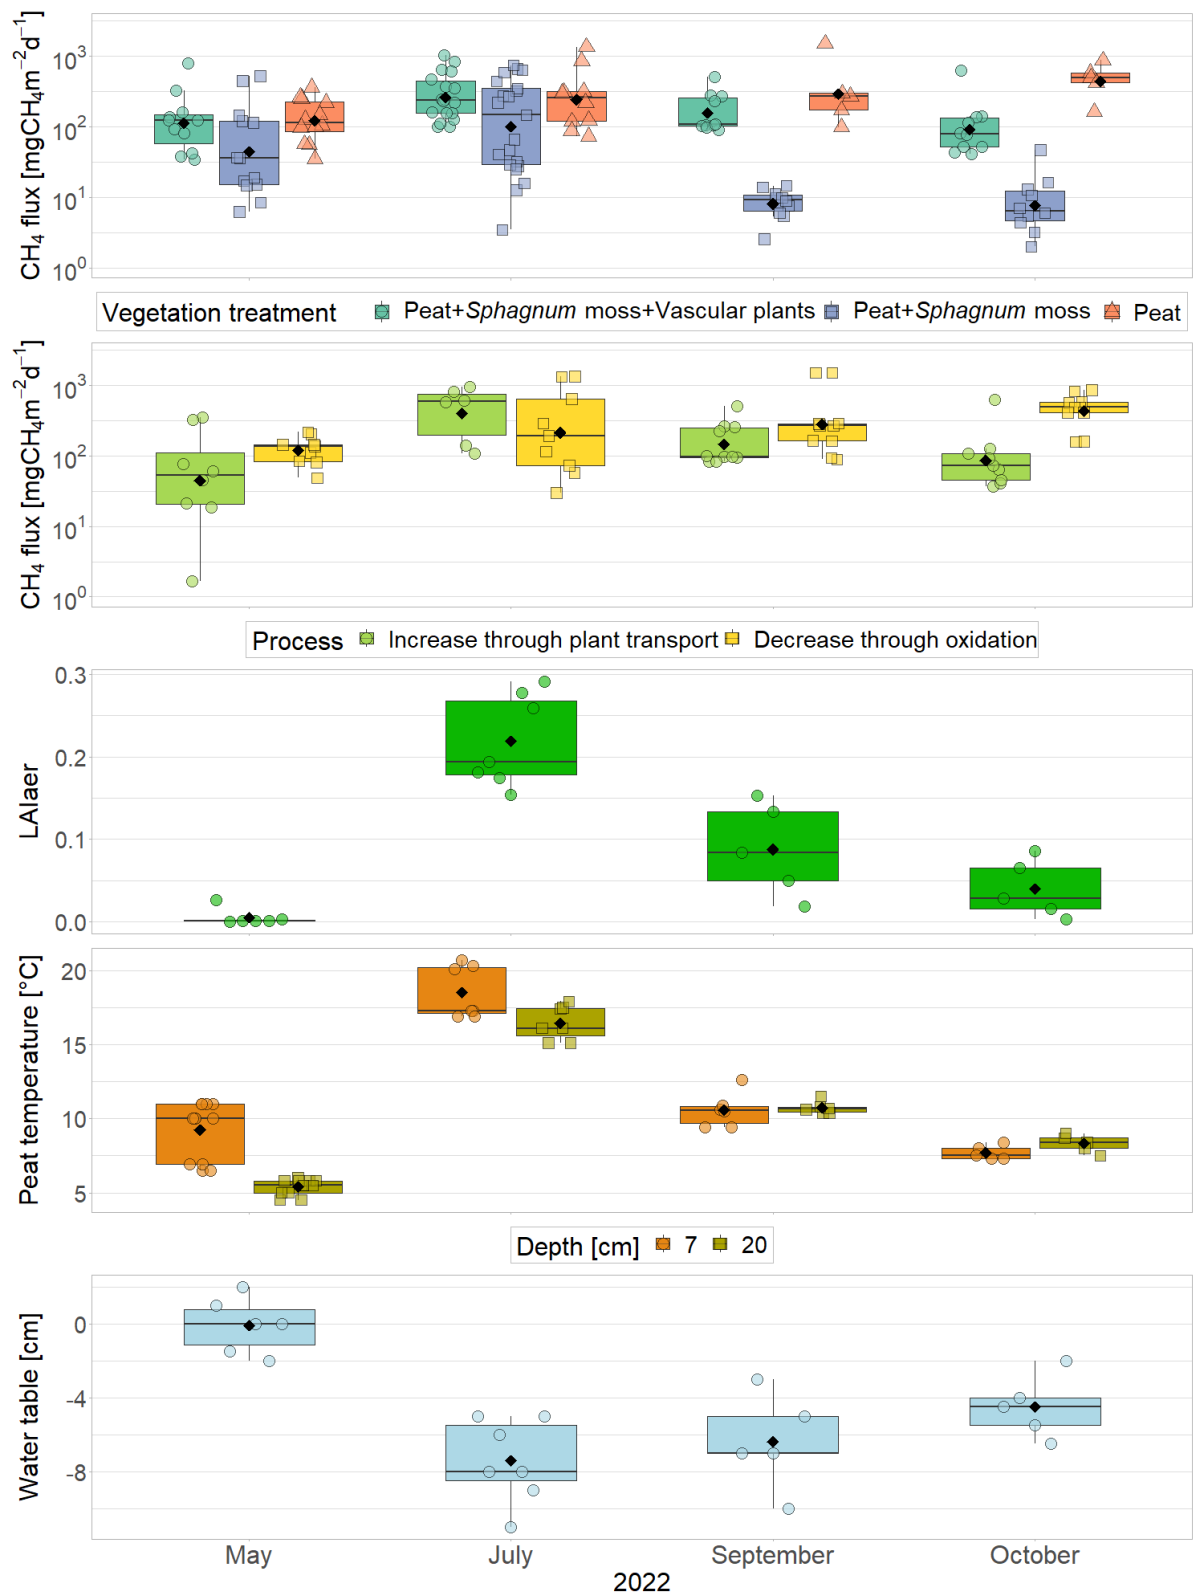 CH₄ flux [mgCH₄m⁻²d⁻¹]
10³
10²
10¹
10⁰
Vegetation treatment Peat+Sphagnum moss+Vascular plants Peat+Sphagnum moss Peat
CH₄ flux [mgCH₄m⁻²d⁻¹]
10³
10²
10¹
10⁰
Process Increase through plant transport Decrease through oxidation
LAIaer
0.3
0.2
0.1
0.0
Peat temperature [°C]
20
15
10
5
Depth [cm] 7 20
Water table [cm]
0
-4
-8
May July September October
2022